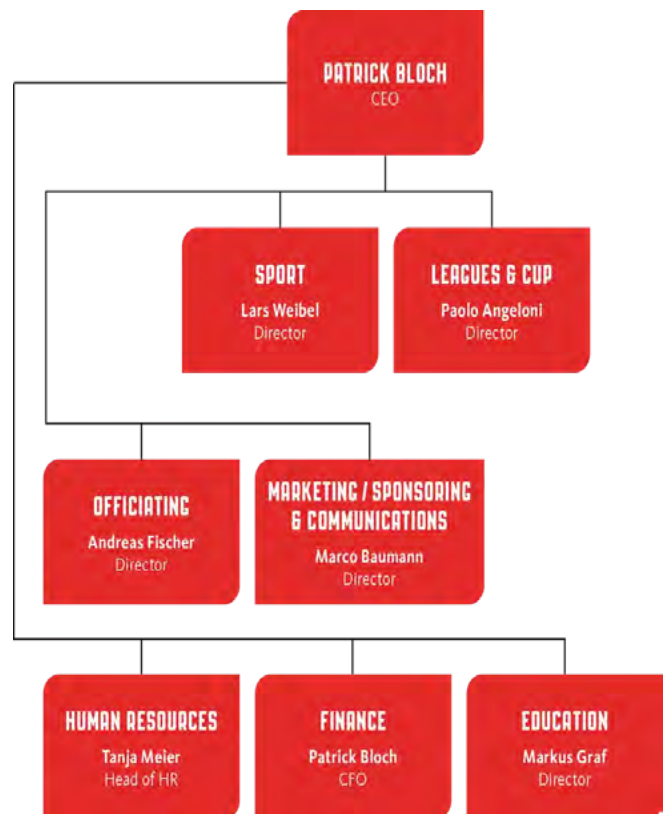 PATRICK BLOCH
CEO
SPORT
Lars Weibel
Director
LEAGUES & CUP
Paolo Angeloni
Director
OFFICIATING
Andreas Fischer
Director
MARKETING / SPONSORING
& COMMUNICATIONS
Marco Baumann
Director
HUMAN RESOURCES
Tanja Meier
Head of HR
FINANCE
Patrick Bloch
CFO
EDUCATION
Markus Graf
Director